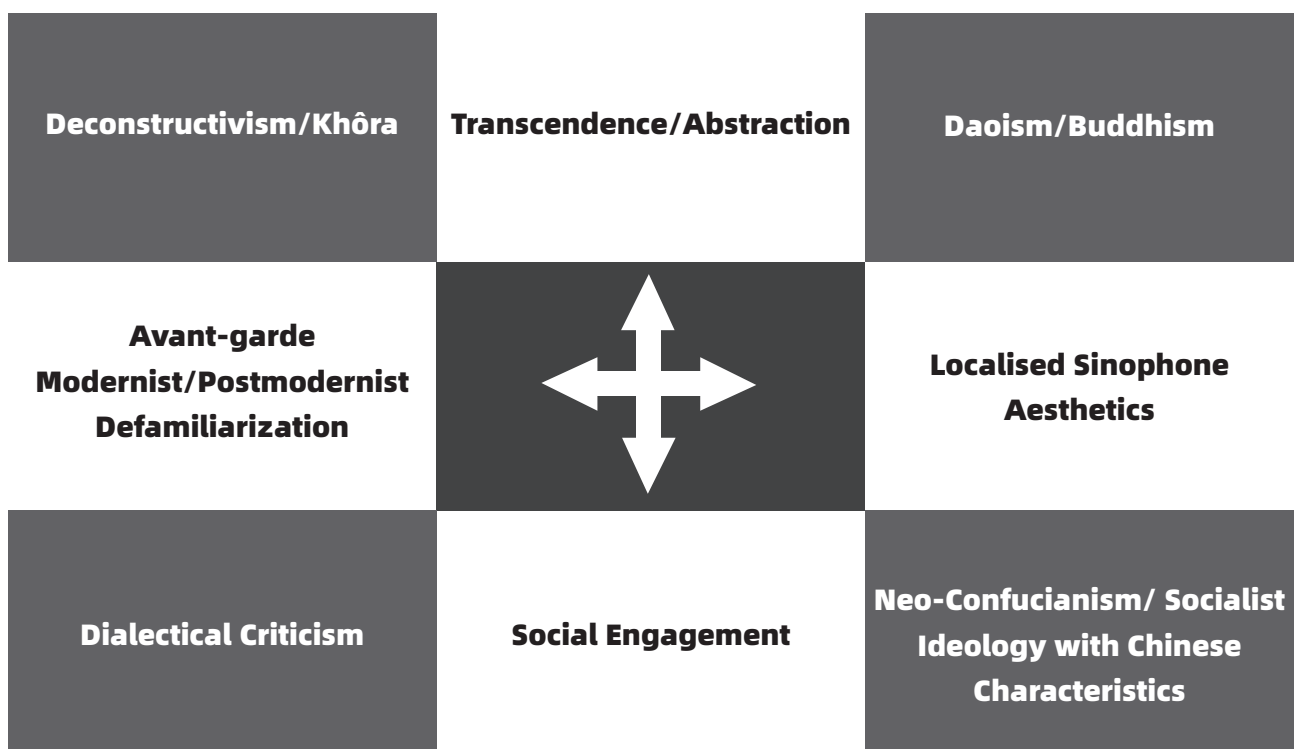 Deconstructivism/Khôra
Transcendence/Abstraction
Daoism/Buddhism
Avant-garde
Modernist/Postmodernist
Defamiliarization
Localised Sinophone
Aesthetics
Dialectical Criticism
Social Engagement
Neo-Confucianism/ Socialist
Ideology with Chinese
Characteristics